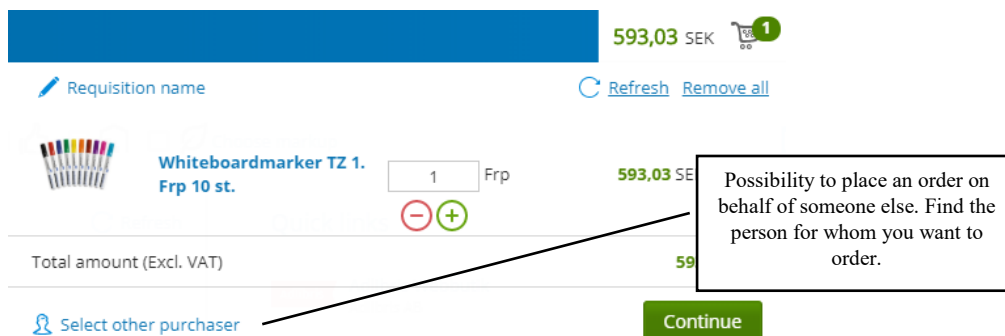 593,03 SEK 1
Requisition name Refresh Remove all
Whiteboardmarker TZ 1.
Frp 10 st.
1 Frp 593,03 SE
Possibility to place an order on
behalf of someone else. Find the
person for whom you want to
order.
Total amount (Excl. VAT) 59
Select other purchaser Continue